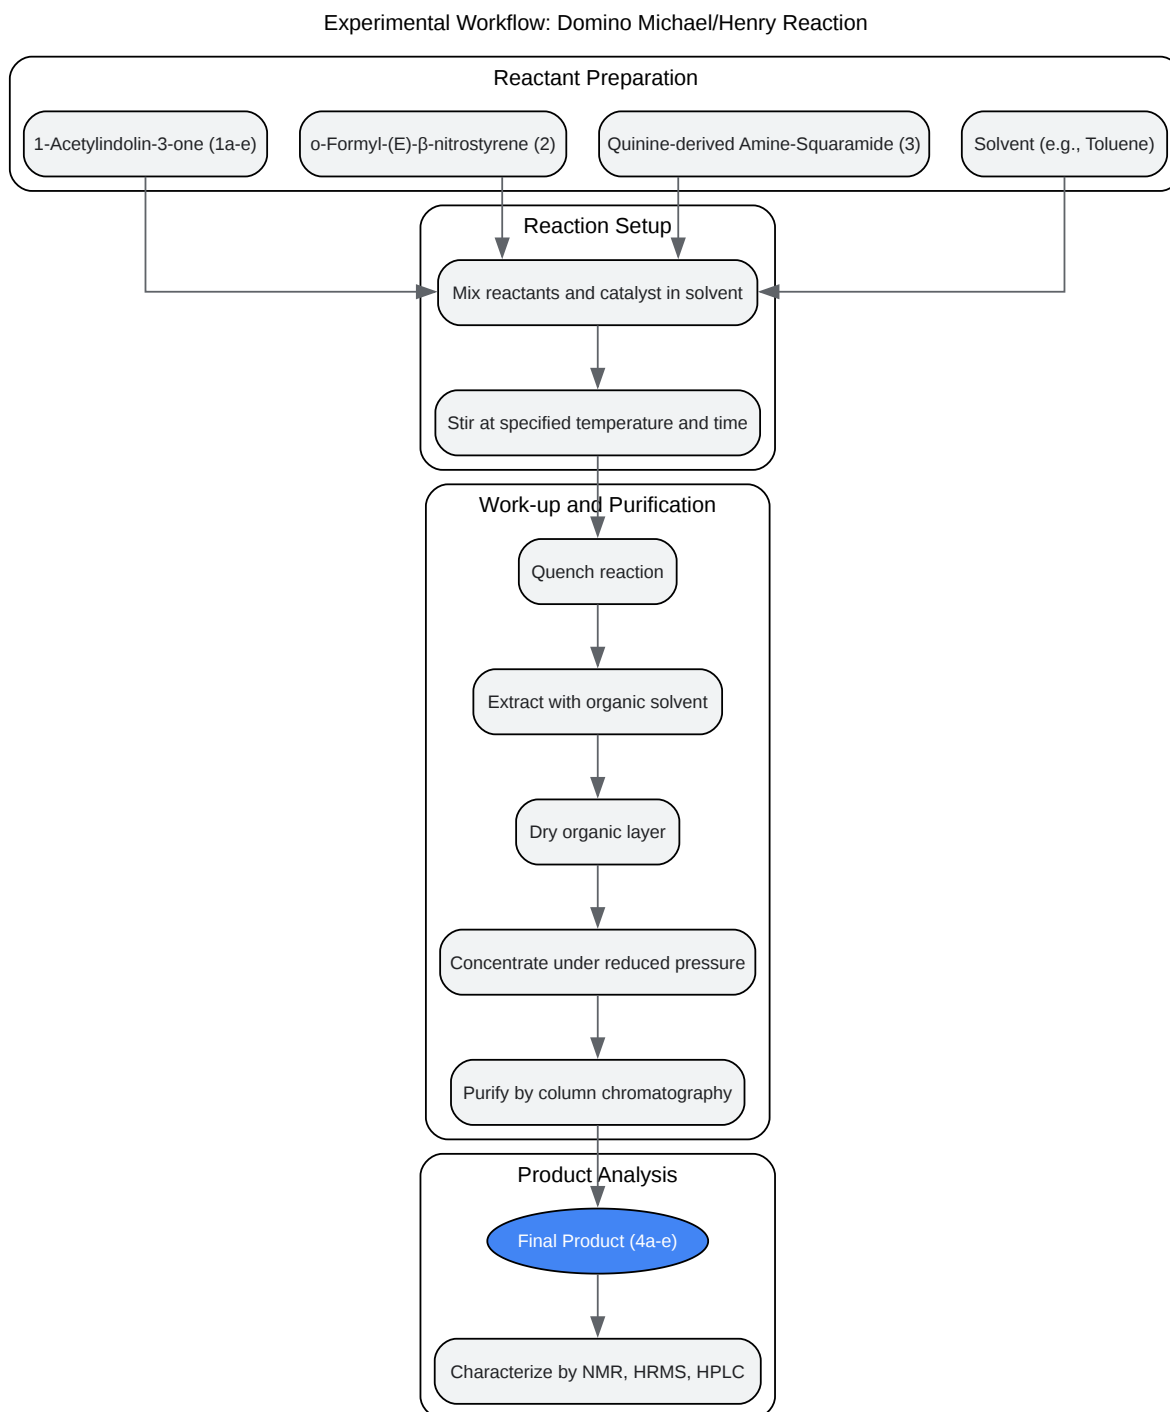 Experimental Workflow: Domino Michael/Henry Reaction
Reactant Preparation
1-Acetylindolin-3-one (1a-e)
o-Formyl-(E)-β-nitrostyrene (2)
Quinine-derived Amine-Squaramide (3)
Solvent (e.g., Toluene)
Reaction Setup
Mix reactants and catalyst in solvent
Stir at specified temperature and time
Work-up and Purification
Quench reaction
Extract with organic solvent
Dry organic layer
Concentrate under reduced pressure
Purify by column chromatography
Product Analysis
Final Product (4a-e)
Characterize by NMR, HRMS, HPLC